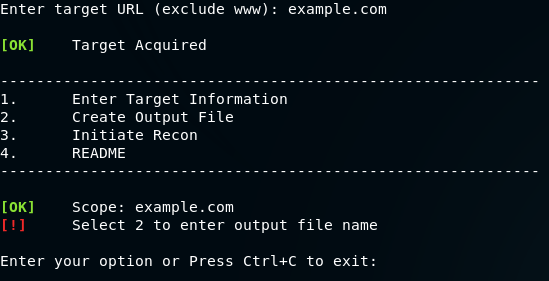 Enter target URL (exclude www): example.com
[OK] Target Acquired
------------------------------------------------------------
1. Enter Target Information
2. Create Output File
3. Initiate Recon
4. README
------------------------------------------------------------
[OK] Scope: example.com
[!] Select 2 to enter output file name
Enter your option or Press Ctrl+C to exit: